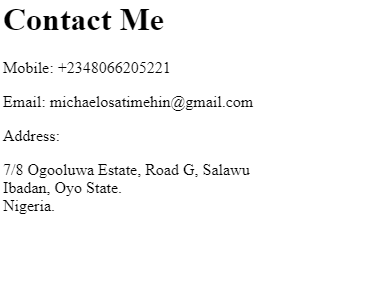 Contact Me
Mobile: +2348066205221
Email: michaelosatimehin@gmail.com
Address:
7/8 Ogooluwa Estate, Road G, Salawu
Ibadan, Oyo State.
Nigeria.